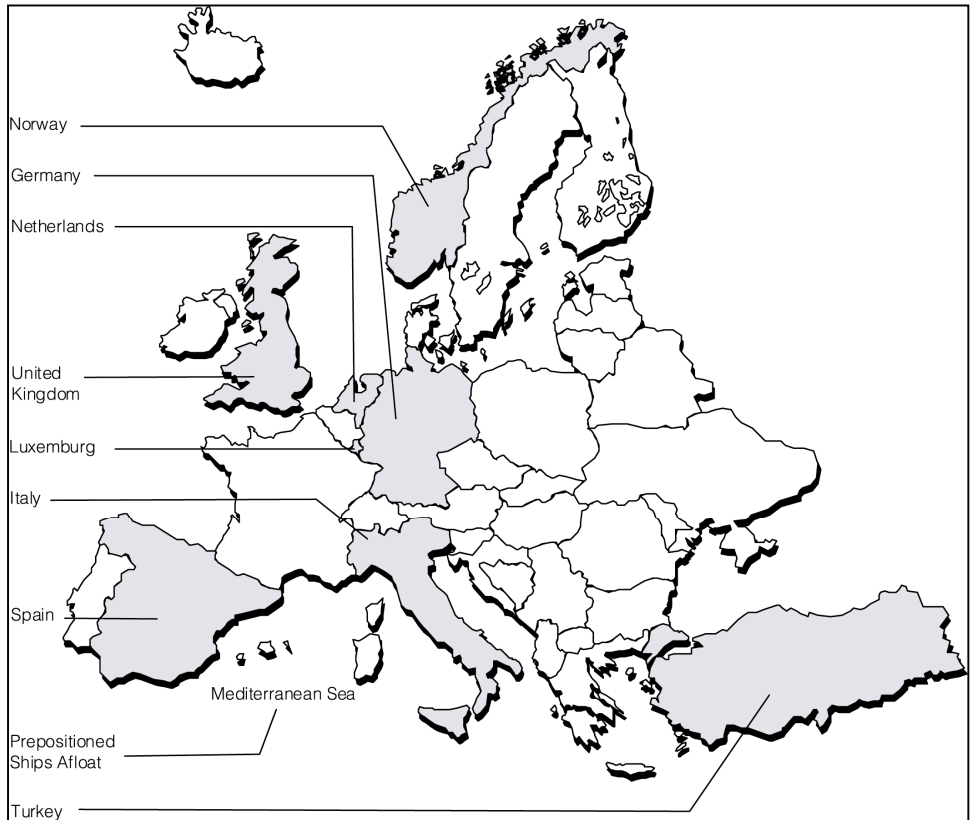 Norway
Germany
Netherlands
United
Kingdom
Luxemburg
Italy
Spain
Mediterranean Sea
Prepositioned
Ships Afloat
Turkey